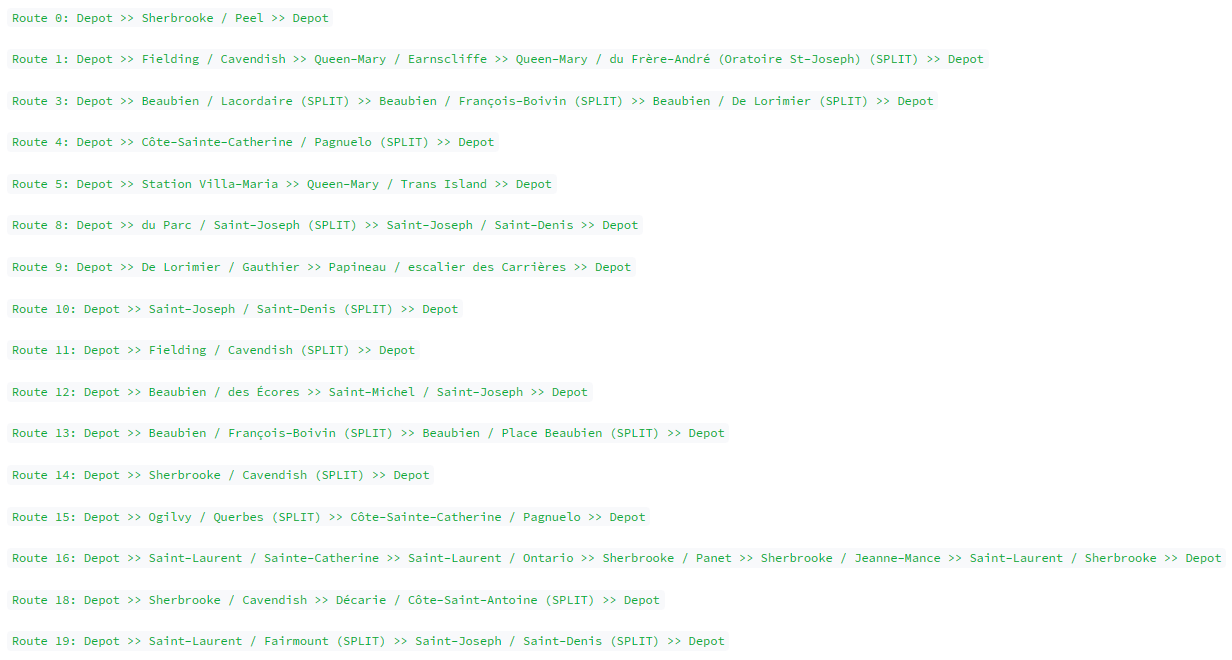 Route 0: Depot >> Sherbrooke / Peel >> Depot
Route 1: Depot >> Fielding / Cavendish >> Queen-Mary / Earnscliffe >> Queen-Mary / du Frère-André (Oratoire St-Joseph) (SPLIT) >> Depot
Route 3: Depot >> Beaubien / Lacordaire (SPLIT) >> Beaubien / François-Boivin (SPLIT) >> Beaubien / De Lorimier (SPLIT) >> Depot
Route 4: Depot >> Côte-Sainte-Catherine / Pagnuelo (SPLIT) >> Depot
Route 5: Depot >> Station Villa-Maria >> Queen-Mary / Trans Island >> Depot
Route 8: Depot >> du Parc / Saint-Joseph (SPLIT) >> Saint-Joseph / Saint-Denis >> Depot
Route 9: Depot >> De Lorimier / Gauthier >> Papineau / escalier des Carrières >> Depot
Route 10: Depot >> Saint-Joseph / Saint-Denis (SPLIT) >> Depot
Route 11: Depot >> Fielding / Cavendish (SPLIT) >> Depot
Route 12: Depot >> Beaubien / des Écores >> Saint-Michel / Saint-Joseph >> Depot
Route 13: Depot >> Beaubien / François-Boivin (SPLIT) >> Beaubien / Place Beaubien (SPLIT) >> Depot
Route 14: Depot >> Sherbrooke / Cavendish (SPLIT) >> Depot
Route 15: Depot >> Ogilvy / Querbes (SPLIT) >> Côte-Sainte-Catherine / Pagnuelo >> Depot
Route 16: Depot >> Saint-Laurent / Sainte-Catherine >> Saint-Laurent / Ontario >> Sherbrooke / Panet >> Sherbrooke / Jeanne-Mance >> Saint-Laurent / Sherbrooke >> Depot
Route 18: Depot >> Sherbrooke / Cavendish >> Décarie / Côte-Saint-Antoine (SPLIT) >> Depot
Route 19: Depot >> Saint-Laurent / Fairmount (SPLIT) >> Saint-Joseph / Saint-Denis (SPLIT) >> Depot